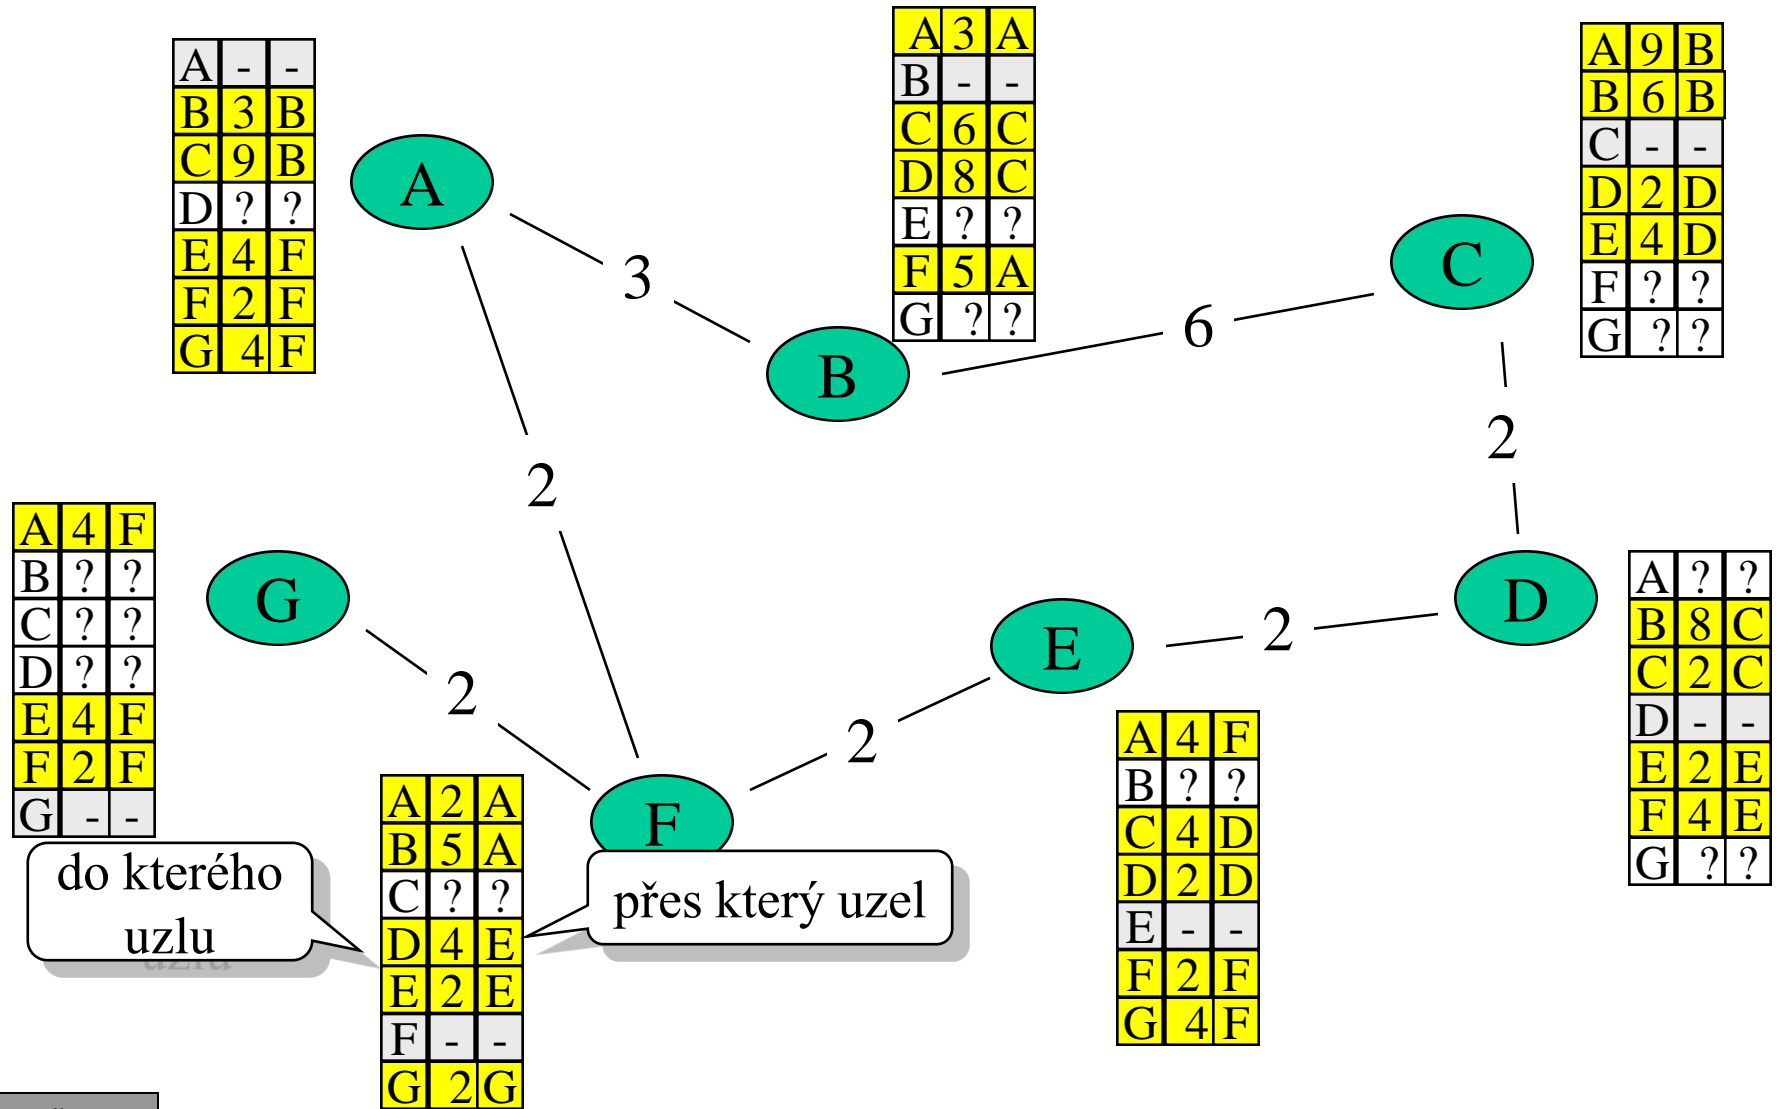 A - -
B 3 B
C 9 B
D ? ?
E 4 F
F 2 F
G 4 F
A 3 A
B - -
C 6 C
D 8 C
E ? ?
F 5 A
G ? ?
A 9 B
B 6 B
C - -
D 2 D
E 4 D
F ? ?
G ? ?
A
3
B
6
C
2
2
A 4 F
B ? ?
C ? ?
D ? ?
E 4 F
F 2 F
G - -
G
2
E
2
D
2
F
A ? ?
B 8 C
C 2 C
D - -
E 2 E
F 4 E
G ? ?
A 2 A
B 5 A
C ? ?
D 4 E
E 2 E
F - -
G 2 G
A 4 F
B ? ?
C 4 D
D 2 D
E - -
F 2 F
G 4 F
do kterého
uzlu
přes který uzel